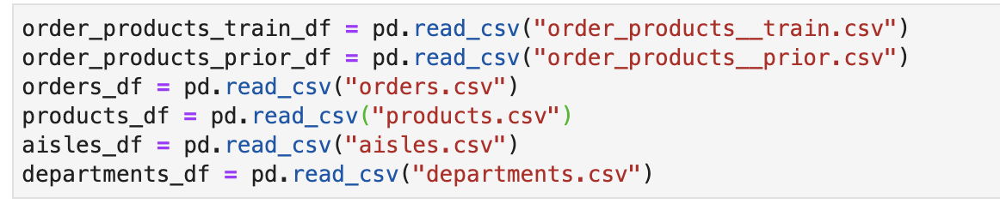 order_products_train_df = pd.read_csv("order_products__train.csv")
order_products_prior_df = pd.read_csv("order_products__prior.csv")
orders_df = pd.read_csv("orders.csv")
products_df = pd.read_csv("products.csv")
aisles_df = pd.read_csv("aisles.csv")
departments_df = pd.read_csv("departments.csv")